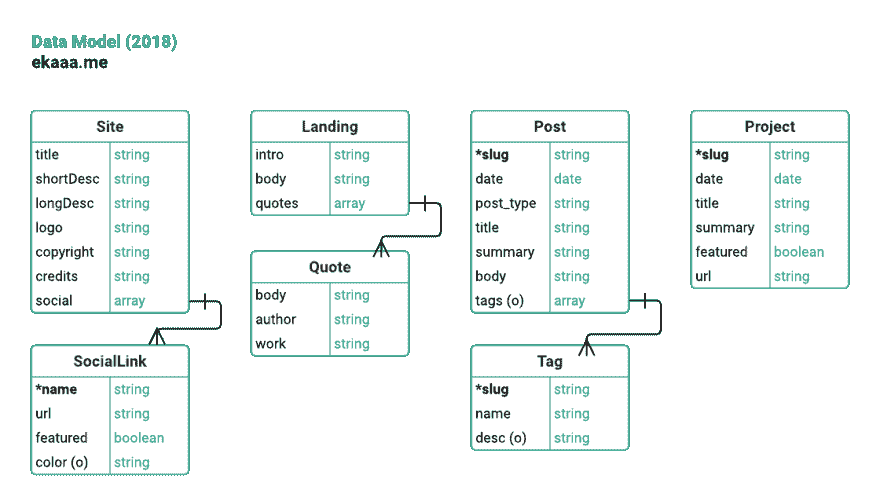 Data Model (2018)
ekaaa.me
Site
title string
shortDesc string
longDesc string
logo string
copyright string
credits string
social array
SocialLink
*name string
url string
featured boolean
color (o) string
Landing
intro string
body string
quotes array
Quote
body string
author string
work string
Post
*slug string
date date
post_type string
title string
summary string
body string
tags (o) array
Tag
*slug string
name string
desc (o) string
Project
*slug string
date date
title string
summary string
featured boolean
url string